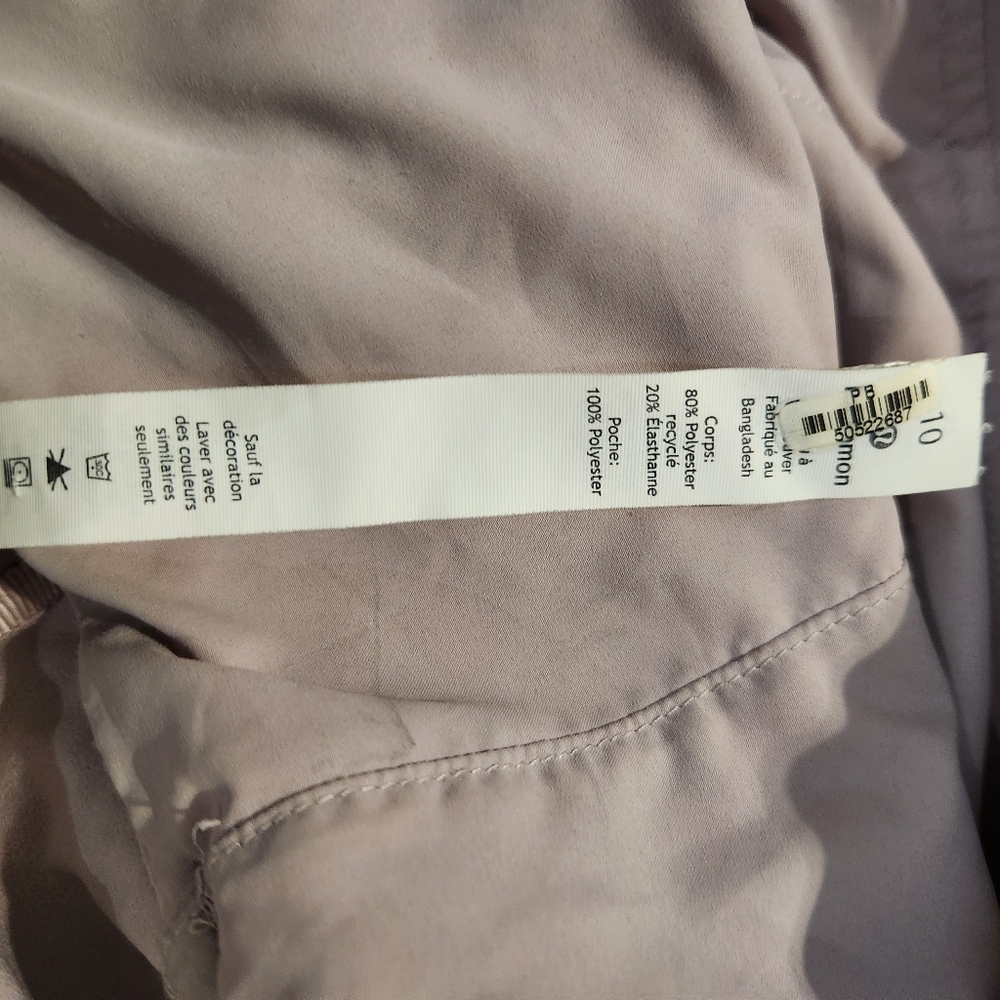 10
50522687
Fabriqué au
Bangladesh
Corps:
80% Polyester
recyclé
20% Élasthanne
Poche:
100% Polyester
Sauf la
décoration
Laver avec
des couleurs
similaires
seulement